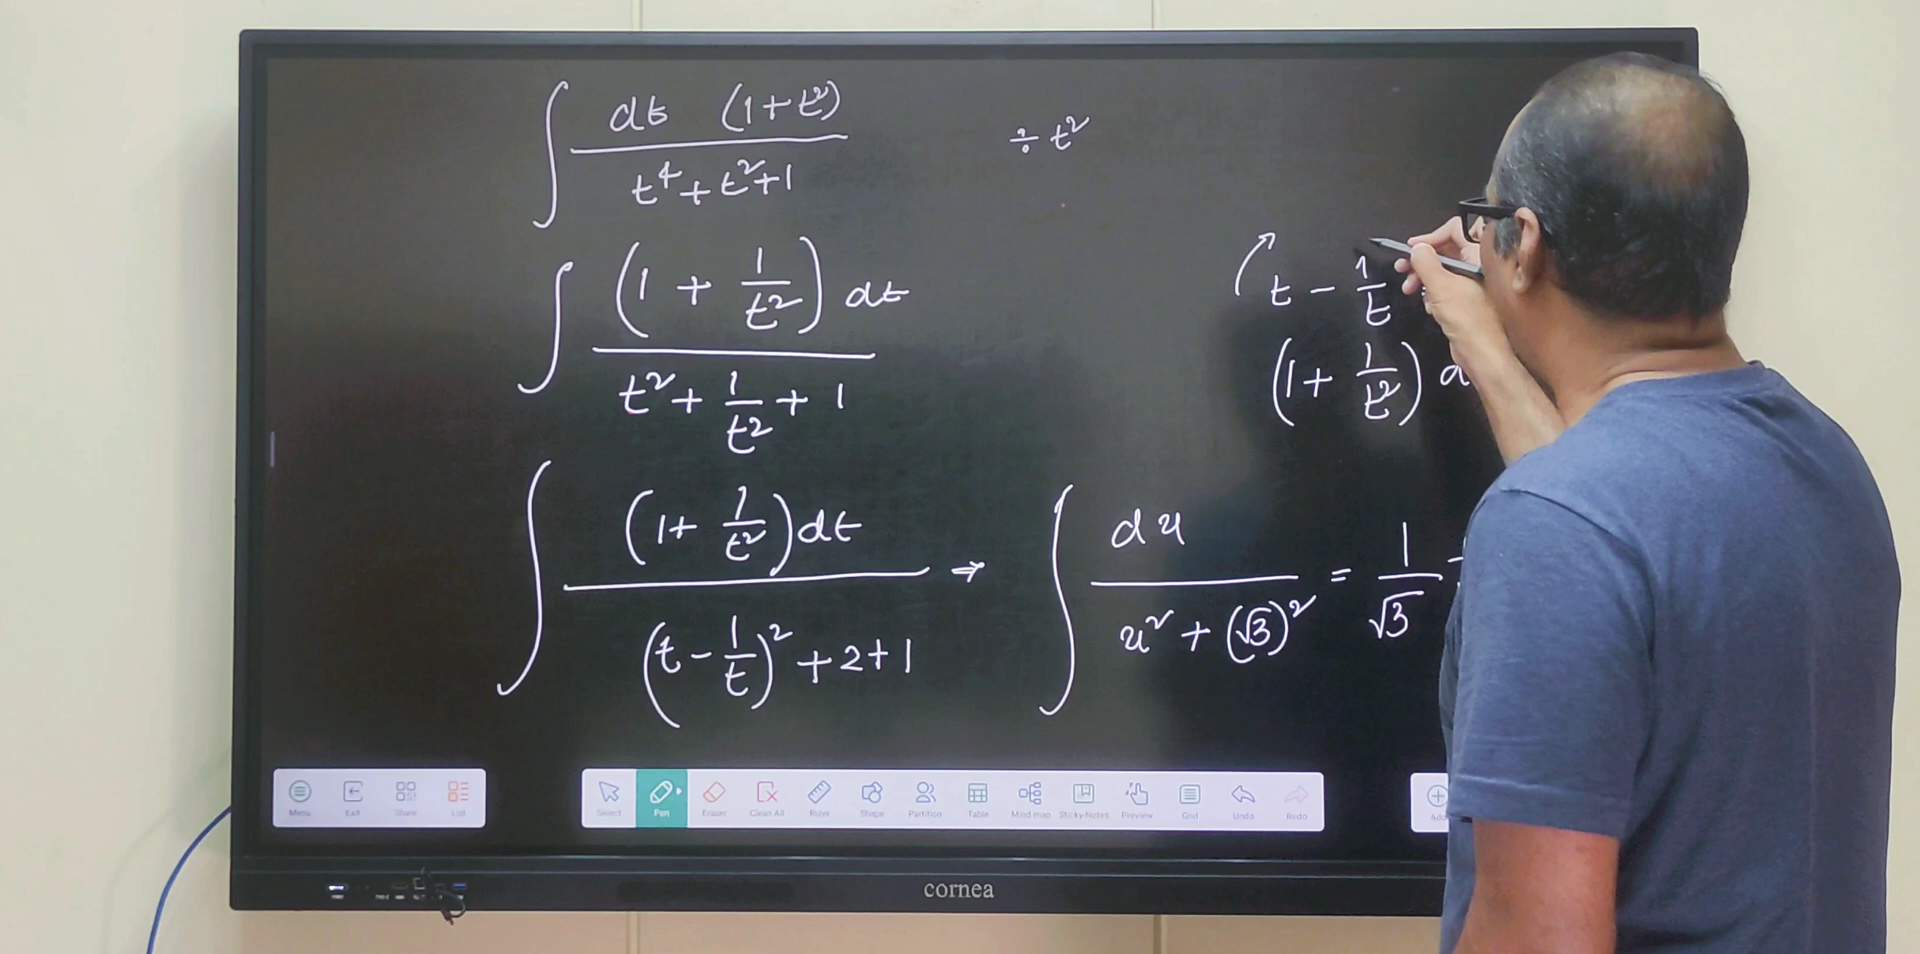 ∫ dt (1+t²) / t⁴+t²+1
÷ t²
∫ (1 + 1/t²) dt / t² + 1/t² + 1
t - 1/t
(1 + 1/t²) d
∫ (1 + 1/t²) dt / (t - 1/t)² + 2 + 1 ⇒ ∫ du / u² + (√3)² = 1/√3
Menu Exit Share List
Select Pen Eraser Clean All Ruler Shape Partition Table Mind map Sticky-Notes Preview Grid Undo Redo
cornea